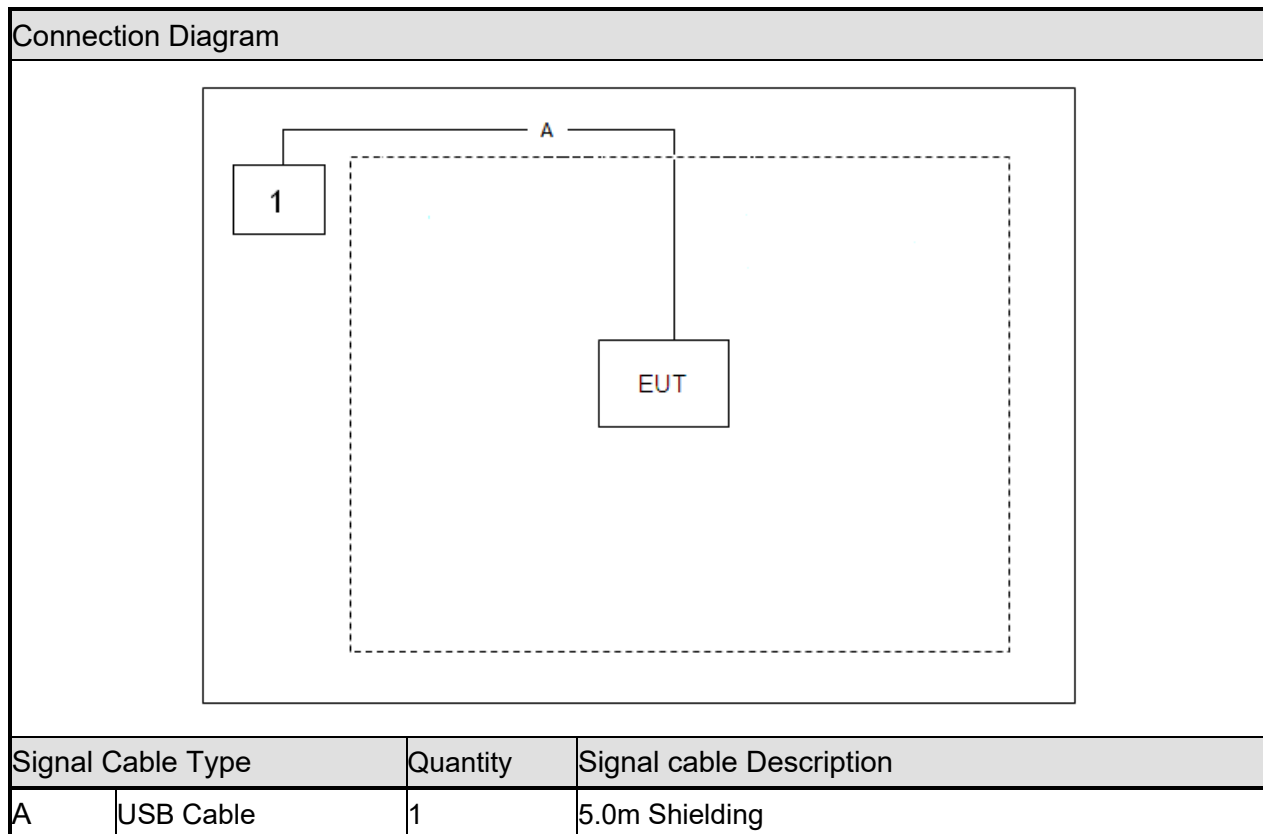 Connection Diagram
A
1
EUT
Signal Cable Type Quantity Signal cable Description
A USB Cable 1 5.0m Shielding